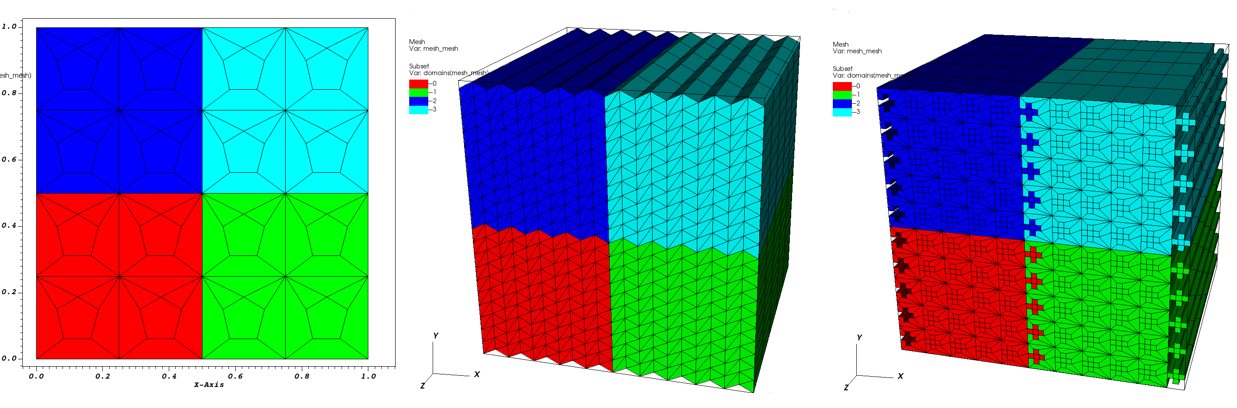 1.0
esh_mesh)
0.8
0.6
0.4
0.2
0.0
0.0 0.2 0.4 0.6 0.8 1.0
X-Axis
Mesh
Var: mesh_mesh
Subset
Var: domains(mesh_mesh)
0
1
2
3
Y
X
Z
Mesh
Var: mesh_mesh
Subset
Var: domains(mesh_m
0
1
2
3
Y
X
Z